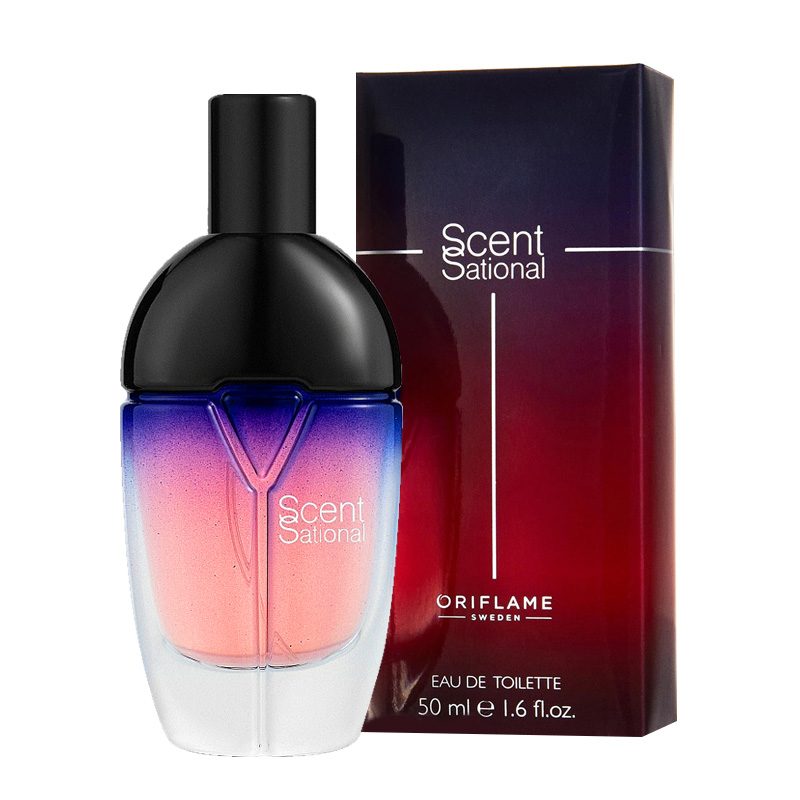 Scent
Sational
Scent
Sational
ORIFLAME
SWEDEN
EAU DE TOILETTE
50 ml ℮ 1.6 fl.oz.